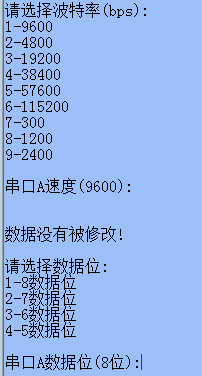 请选择波特率(bps):
1-9600
2-4800
3-19200
4-38400
5-57600
6-115200
7-300
8-1200
9-2400
串口A速度(9600):
数据没有被修改!
请选择数据位:
1-8数据位
2-7数据位
3-6数据位
4-5数据位
串口A数据位(8位):